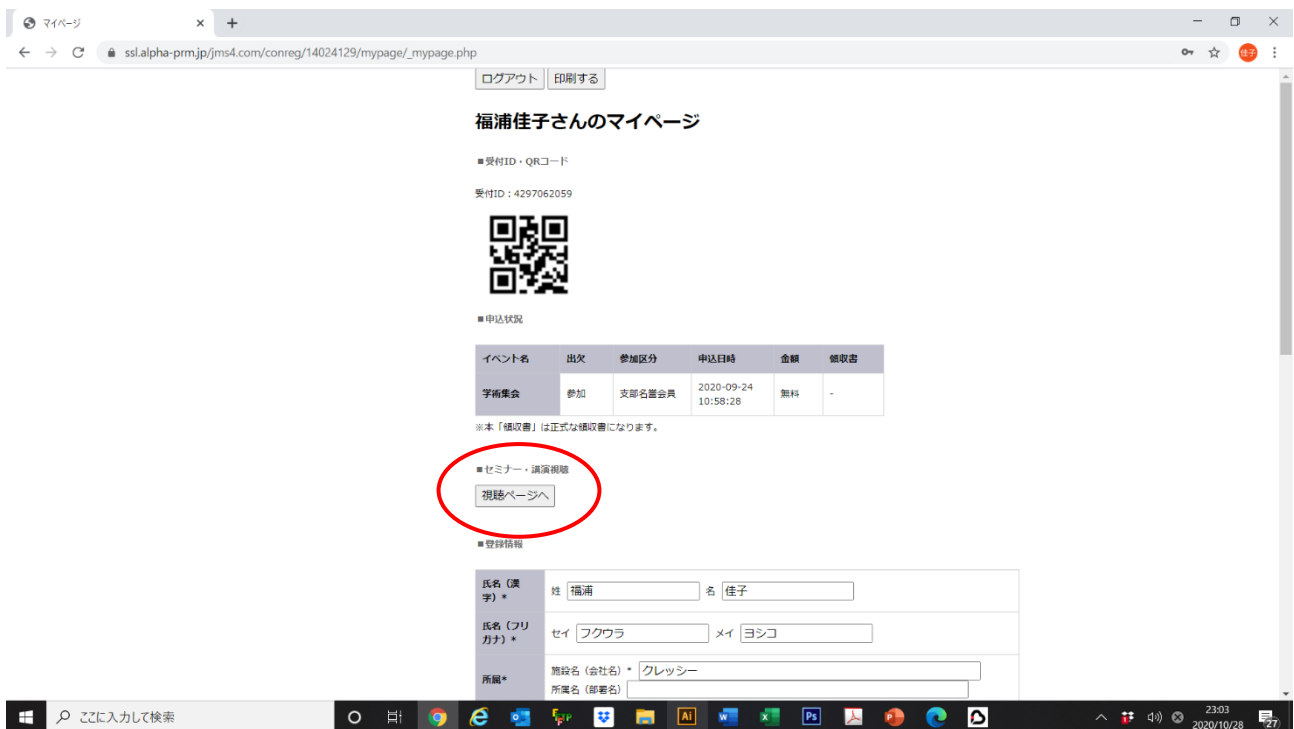 マイページ
ssl.alpha-prm.jp/jms4.com/conreg/14024129/mypage/_mypage.php
佳子
ログアウト 印刷する
福浦佳子さんのマイページ
■受付ID・QRコード
受付ID：4297062059
■申込状況
イベント名 出欠 参加区分 申込日時 金額 領収書
学術集会 参加 支部名誉会員 2020-09-24 10:58:28 無料 -
※本「領収書」は正式な領収書になります。
■セミナー・講演視聴
視聴ページへ
■登録情報
氏名（漢字）* 姓 福浦 名 佳子
氏名（フリガナ）* セイ フクウラ メイ ヨシコ
所属* 施設名（会社名）* クレッシー
所属名（部署名）
ここに入力して検索
23:03
2020/10/28
27